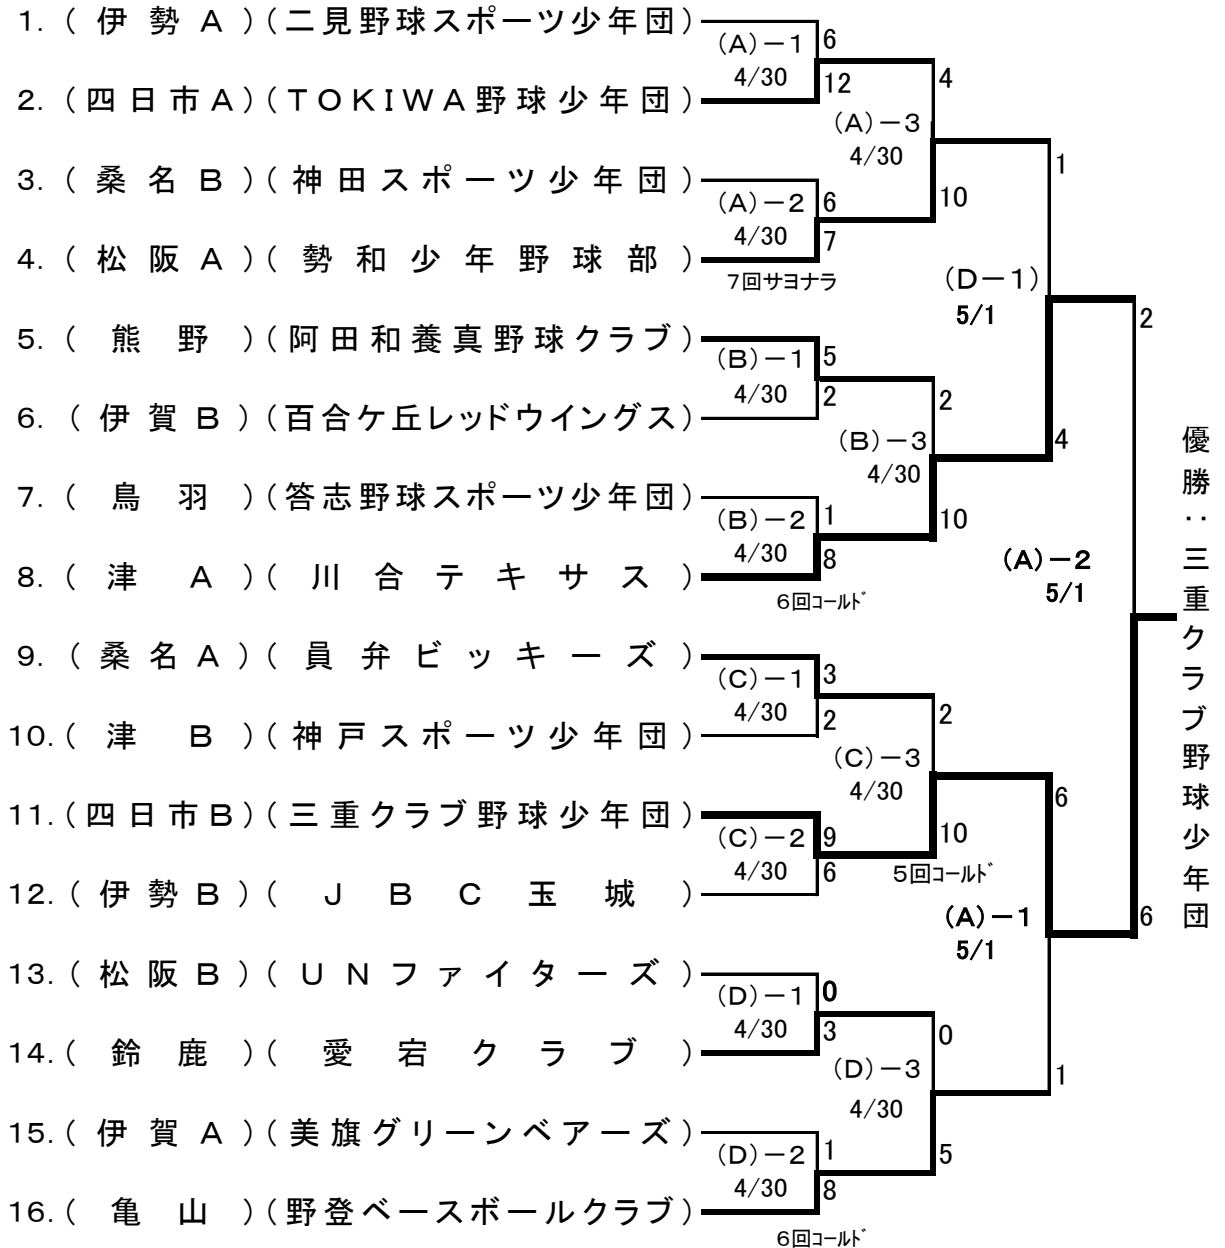 1.(伊勢A)(二見野球スポーツ少年団)
(A)－1
4/30
6
12
2.(四日市A)(TOKIWA野球少年団)
(A)－3
4/30
4
10
3.(桑名B)(神田スポーツ少年団)
(A)－2
4/30
6
7
4.(松阪A)(勢和少年野球部)
7回サヨナラ
(D－1)
5/1
1
4
5.(熊野)(阿田和養真野球クラブ)
(B)－1
4/30
5
2
6.(伊賀B)(百合ケ丘レッドウイングス)
(B)－3
4/30
2
10
7.(鳥羽)(答志野球スポーツ少年団)
(B)－2
4/30
1
8
8.(津A)(川合テキサス)
6回コールド
(A)－2
5/1
2
6
優勝：三重クラブ野球少年団
9.(桑名A)(員弁ビッキーズ)
(C)－1
4/30
3
2
10.(津B)(神戸スポーツ少年団)
(C)－3
4/30
2
10
5回コールド
11.(四日市B)(三重クラブ野球少年団)
(C)－2
4/30
9
6
12.(伊勢B)(JBC玉城)
(A)－1
5/1
6
1
13.(松阪B)(UNファイターズ)
(D)－1
4/30
0
3
14.(鈴鹿)(愛宕クラブ)
(D)－3
4/30
0
5
15.(伊賀A)(美旗グリーンベアーズ)
(D)－2
4/30
1
8
16.(亀山)(野登ベースボールクラブ)
6回コールド